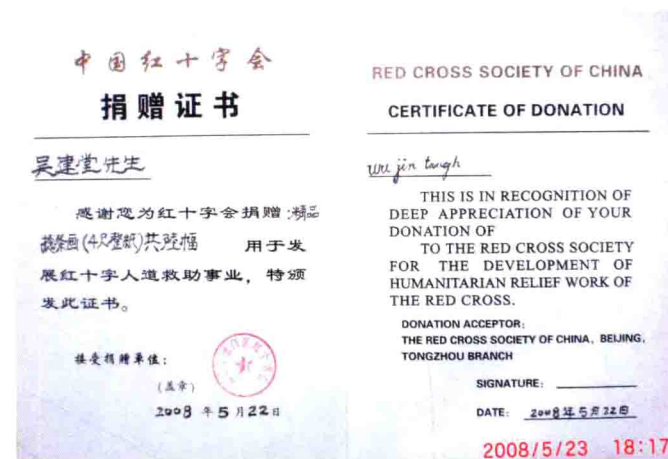 中国红十字会
捐赠证书
吴建堂先生
感谢您为红十字会捐赠:精品
(4尺整纸)共陆幅 用于发
展红十字人道救助事业，特颁
发此证书。
接受捐赠单位：
(盖章)
2008年5月22日
RED CROSS SOCIETY OF CHINA
CERTIFICATE OF DONATION
wu jin tangh
THIS IS IN RECOGNITION OF
DEEP APPRECIATION OF YOUR
DONATION OF
TO THE RED CROSS SOCIETY
FOR THE DEVELOPMENT OF
HUMANITARIAN RELIEF WORK OF
THE RED CROSS.
DONATION ACCEPTOR:
THE RED CROSS SOCIETY OF CHINA, BEIJING,
TONGZHOU BRANCH
SIGNATURE:
DATE: 2008年5月22日
2008/5/23 18:17